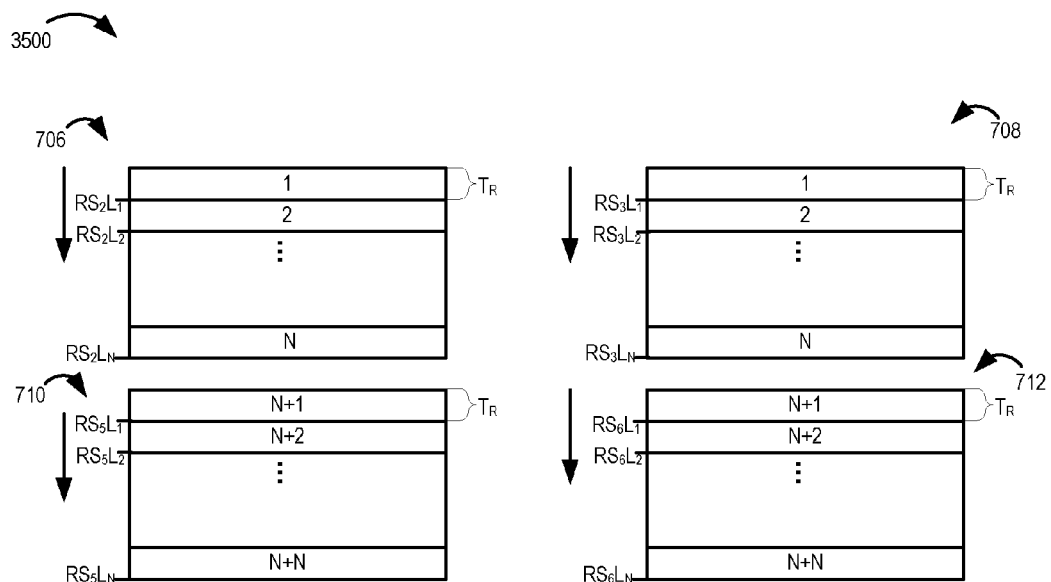 3500
706
708
1
T_R
RS₂L₁
2
RS₂L₂
⋮
N
RS₂L_N
1
T_R
RS₃L₁
2
RS₃L₂
⋮
N
RS₃L_N
710
712
N+1
T_R
RS₅L₁
N+2
RS₅L₂
⋮
N+N
RS₅L_N
N+1
T_R
RS₆L₁
N+2
RS₆L₂
⋮
N+N
RS₆L_N